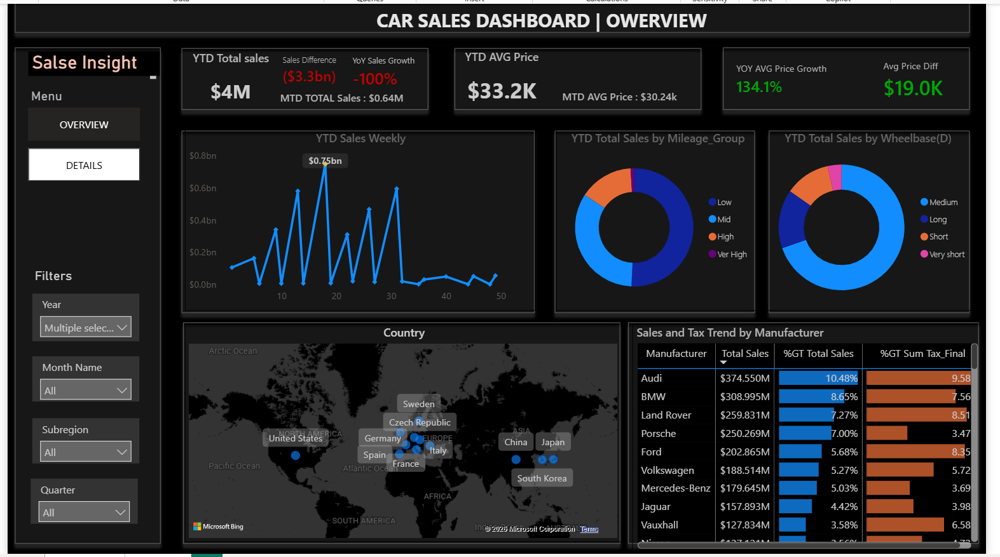 Data
Queries
Insert
Calculations
Sensitivity
Share
Copilot
CAR SALES DASHBOARD | OWERVIEW
Salse Insight
Menu
OVERVIEW
DETAILS
Filters
Year
Multiple selec...
Month Name
All
Subregion
All
Quarter
All
YTD Total sales
Sales Difference
YoY Sales Growth
$4M
($3.3bn)
-100%
MTD TOTAL Sales : $0.64M
YTD AVG Price
$33.2K
MTD AVG Price : $30.24k
YOY AVG Price Growth
134.1%
Avg Price Diff
$19.0K
YTD Sales Weekly
$0.8bn
$0.6bn
$0.4bn
$0.2bn
$0.0bn
$0.75bn
10 20 30 40 50
YTD Total Sales by Mileage_Group
Low
Mid
High
Ver High
YTD Total Sales by Wheelbase(D)
Medium
Long
Short
Very short
Country
Arctic Ocean
Sweden
Czech Republic
NORTH AMERICA
United States
Germany
EUROPE
Spain
Italy
France
ASIA
China
Japan
South Korea
Pacific Ocean
Atlantic Ocean
AFRICA
SOUTH AMERICA
Microsoft Bing
© 2026 Microsoft Corporation Terms
Sales and Tax Trend by Manufacturer
Manufacturer Total Sales %GT Total Sales %GT Sum Tax_Final
Audi $374.550M 10.48% 9.58
BMW $308.995M 8.65% 7.56
Land Rover $259.831M 7.27% 8.51
Porsche $250.269M 7.00% 3.47
Ford $202.865M 5.68% 8.35
Volkswagen $188.514M 5.27% 5.72
Mercedes-Benz $179.645M 5.03% 3.69
Jaguar $157.893M 4.42% 3.98
Vauxhall $127.834M 3.58% 6.58